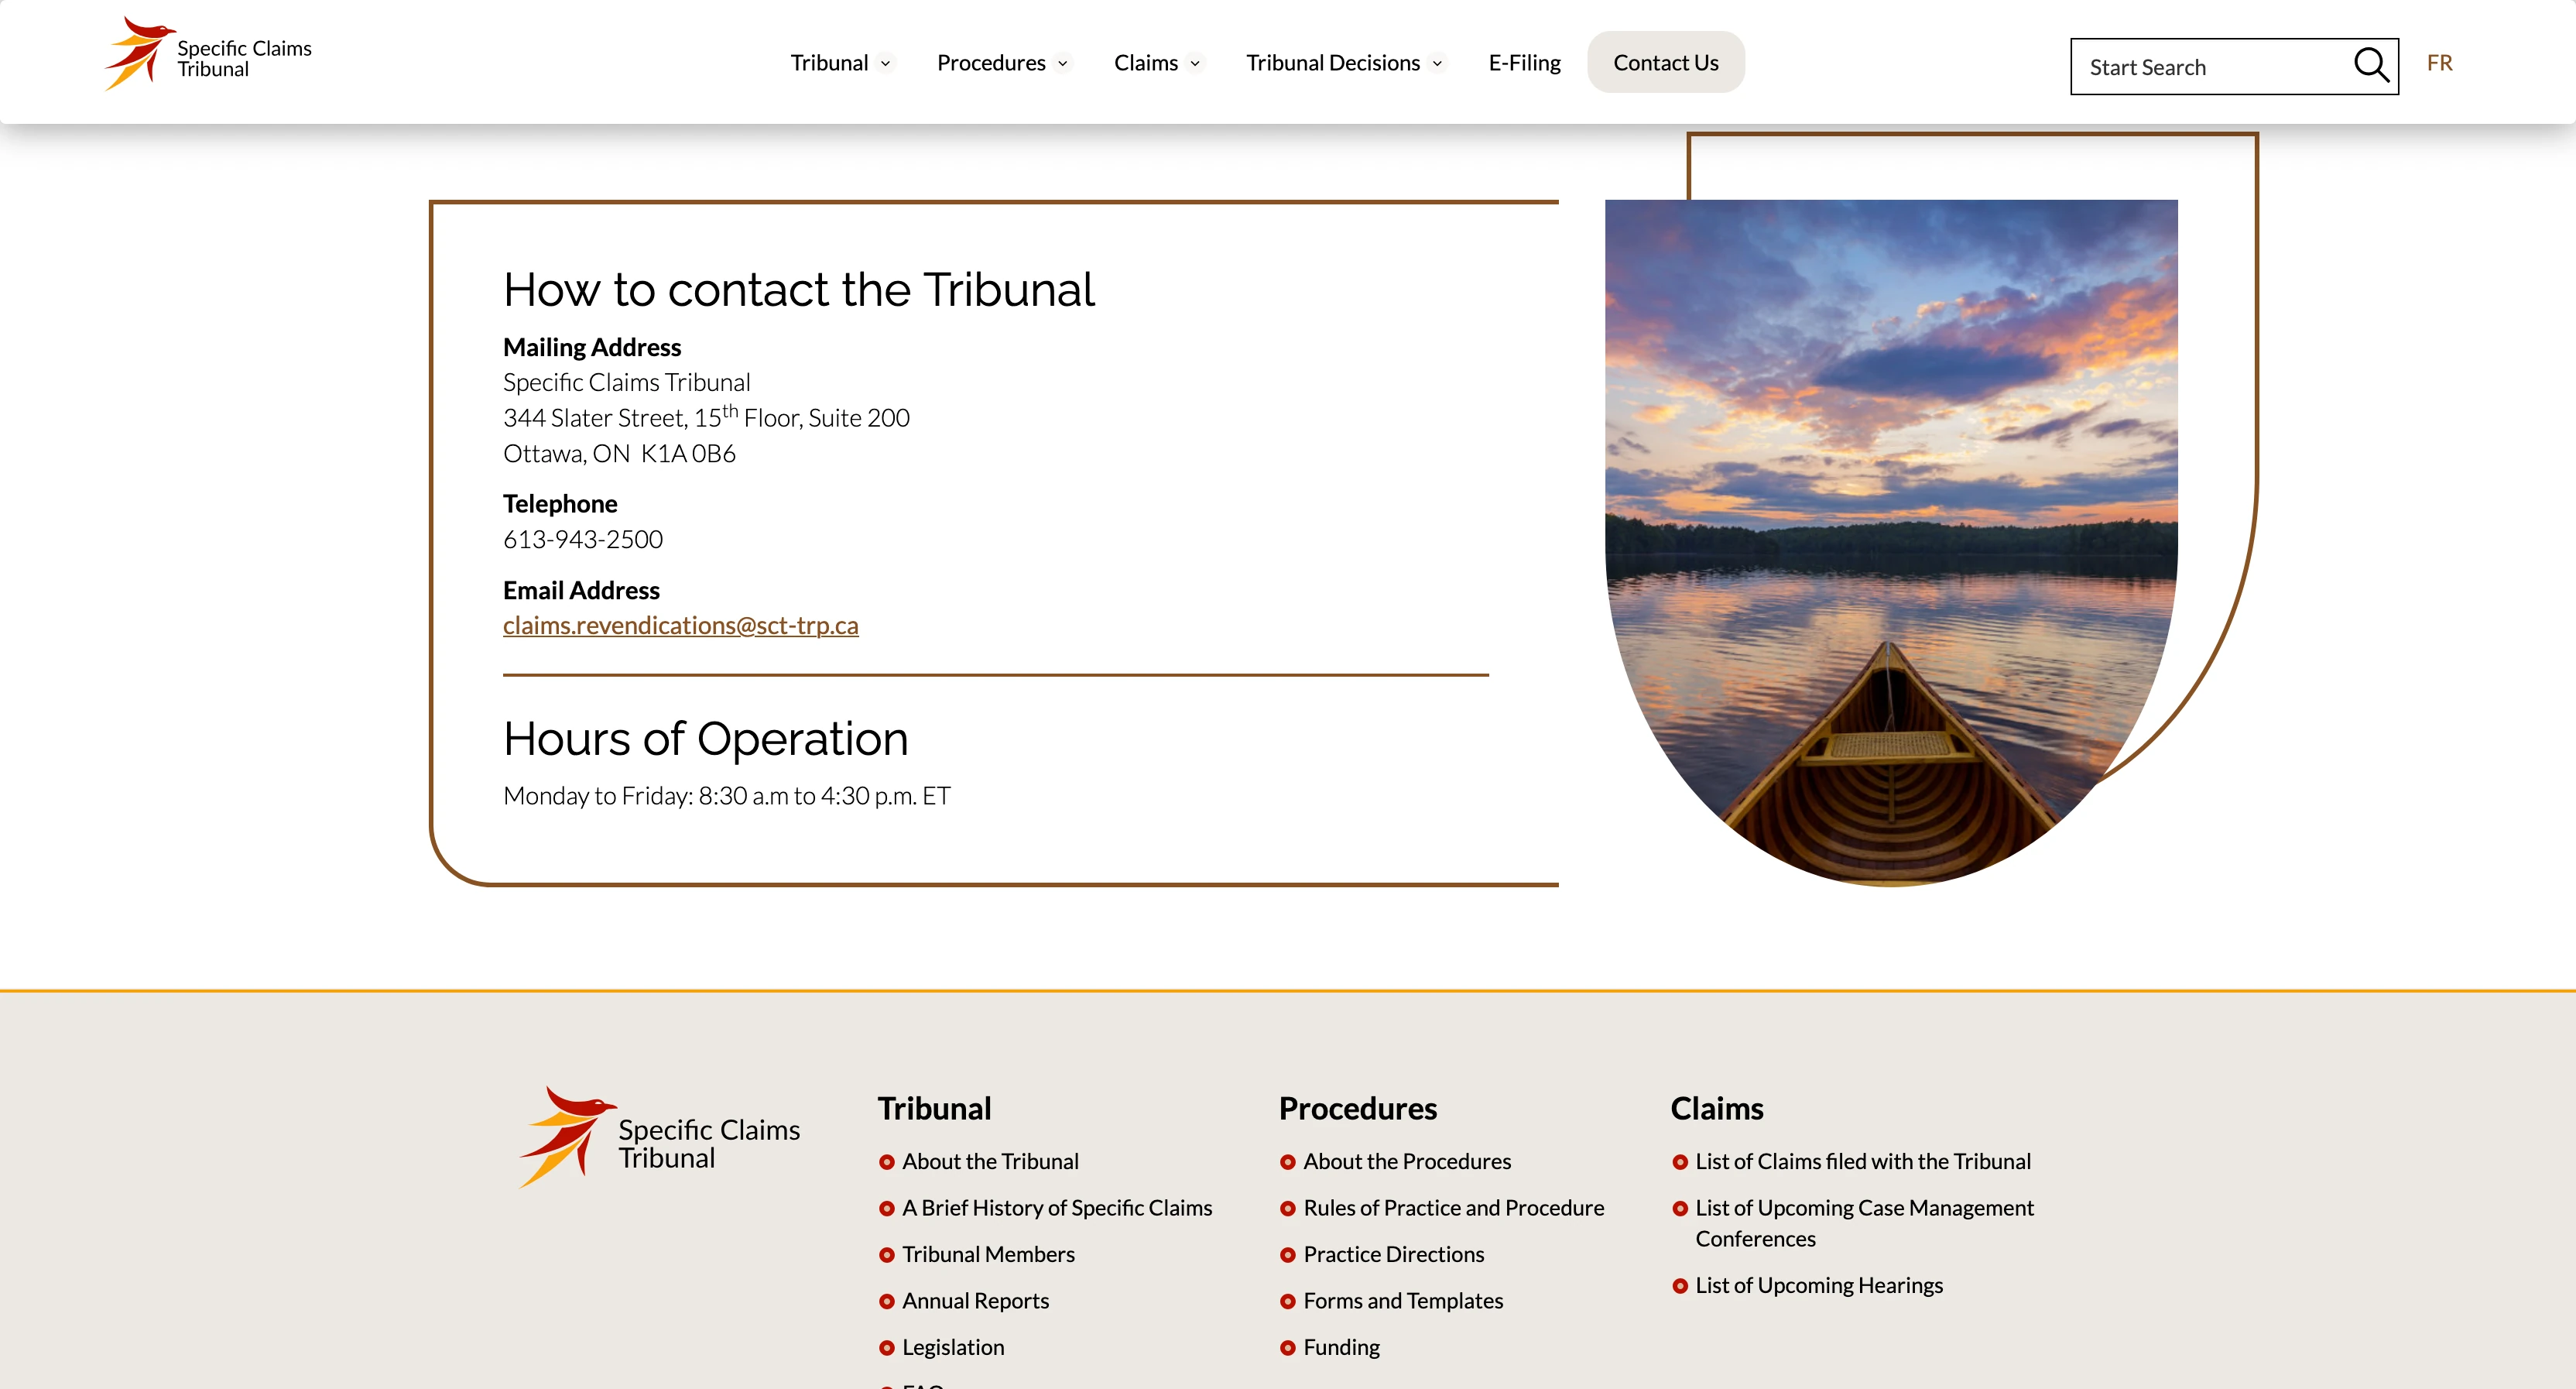 Specific Claims
Tribunal
Tribunal
Procedures
Claims
Tribunal Decisions
E-Filing
Contact Us
Start Search
FR
How to contact the Tribunal
Mailing Address
Specific Claims Tribunal
344 Slater Street, 15th Floor, Suite 200
Ottawa, ON  K1A 0B6
Telephone
613-943-2500
Email Address
claims.revendications@sct-trp.ca
Hours of Operation
Monday to Friday: 8:30 a.m to 4:30 p.m. ET
Specific Claims
Tribunal
Tribunal
About the Tribunal
A Brief History of Specific Claims
Tribunal Members
Annual Reports
Legislation
Procedures
About the Procedures
Rules of Practice and Procedure
Practice Directions
Forms and Templates
Funding
Claims
List of Claims filed with the Tribunal
List of Upcoming Case Management
Conferences
List of Upcoming Hearings